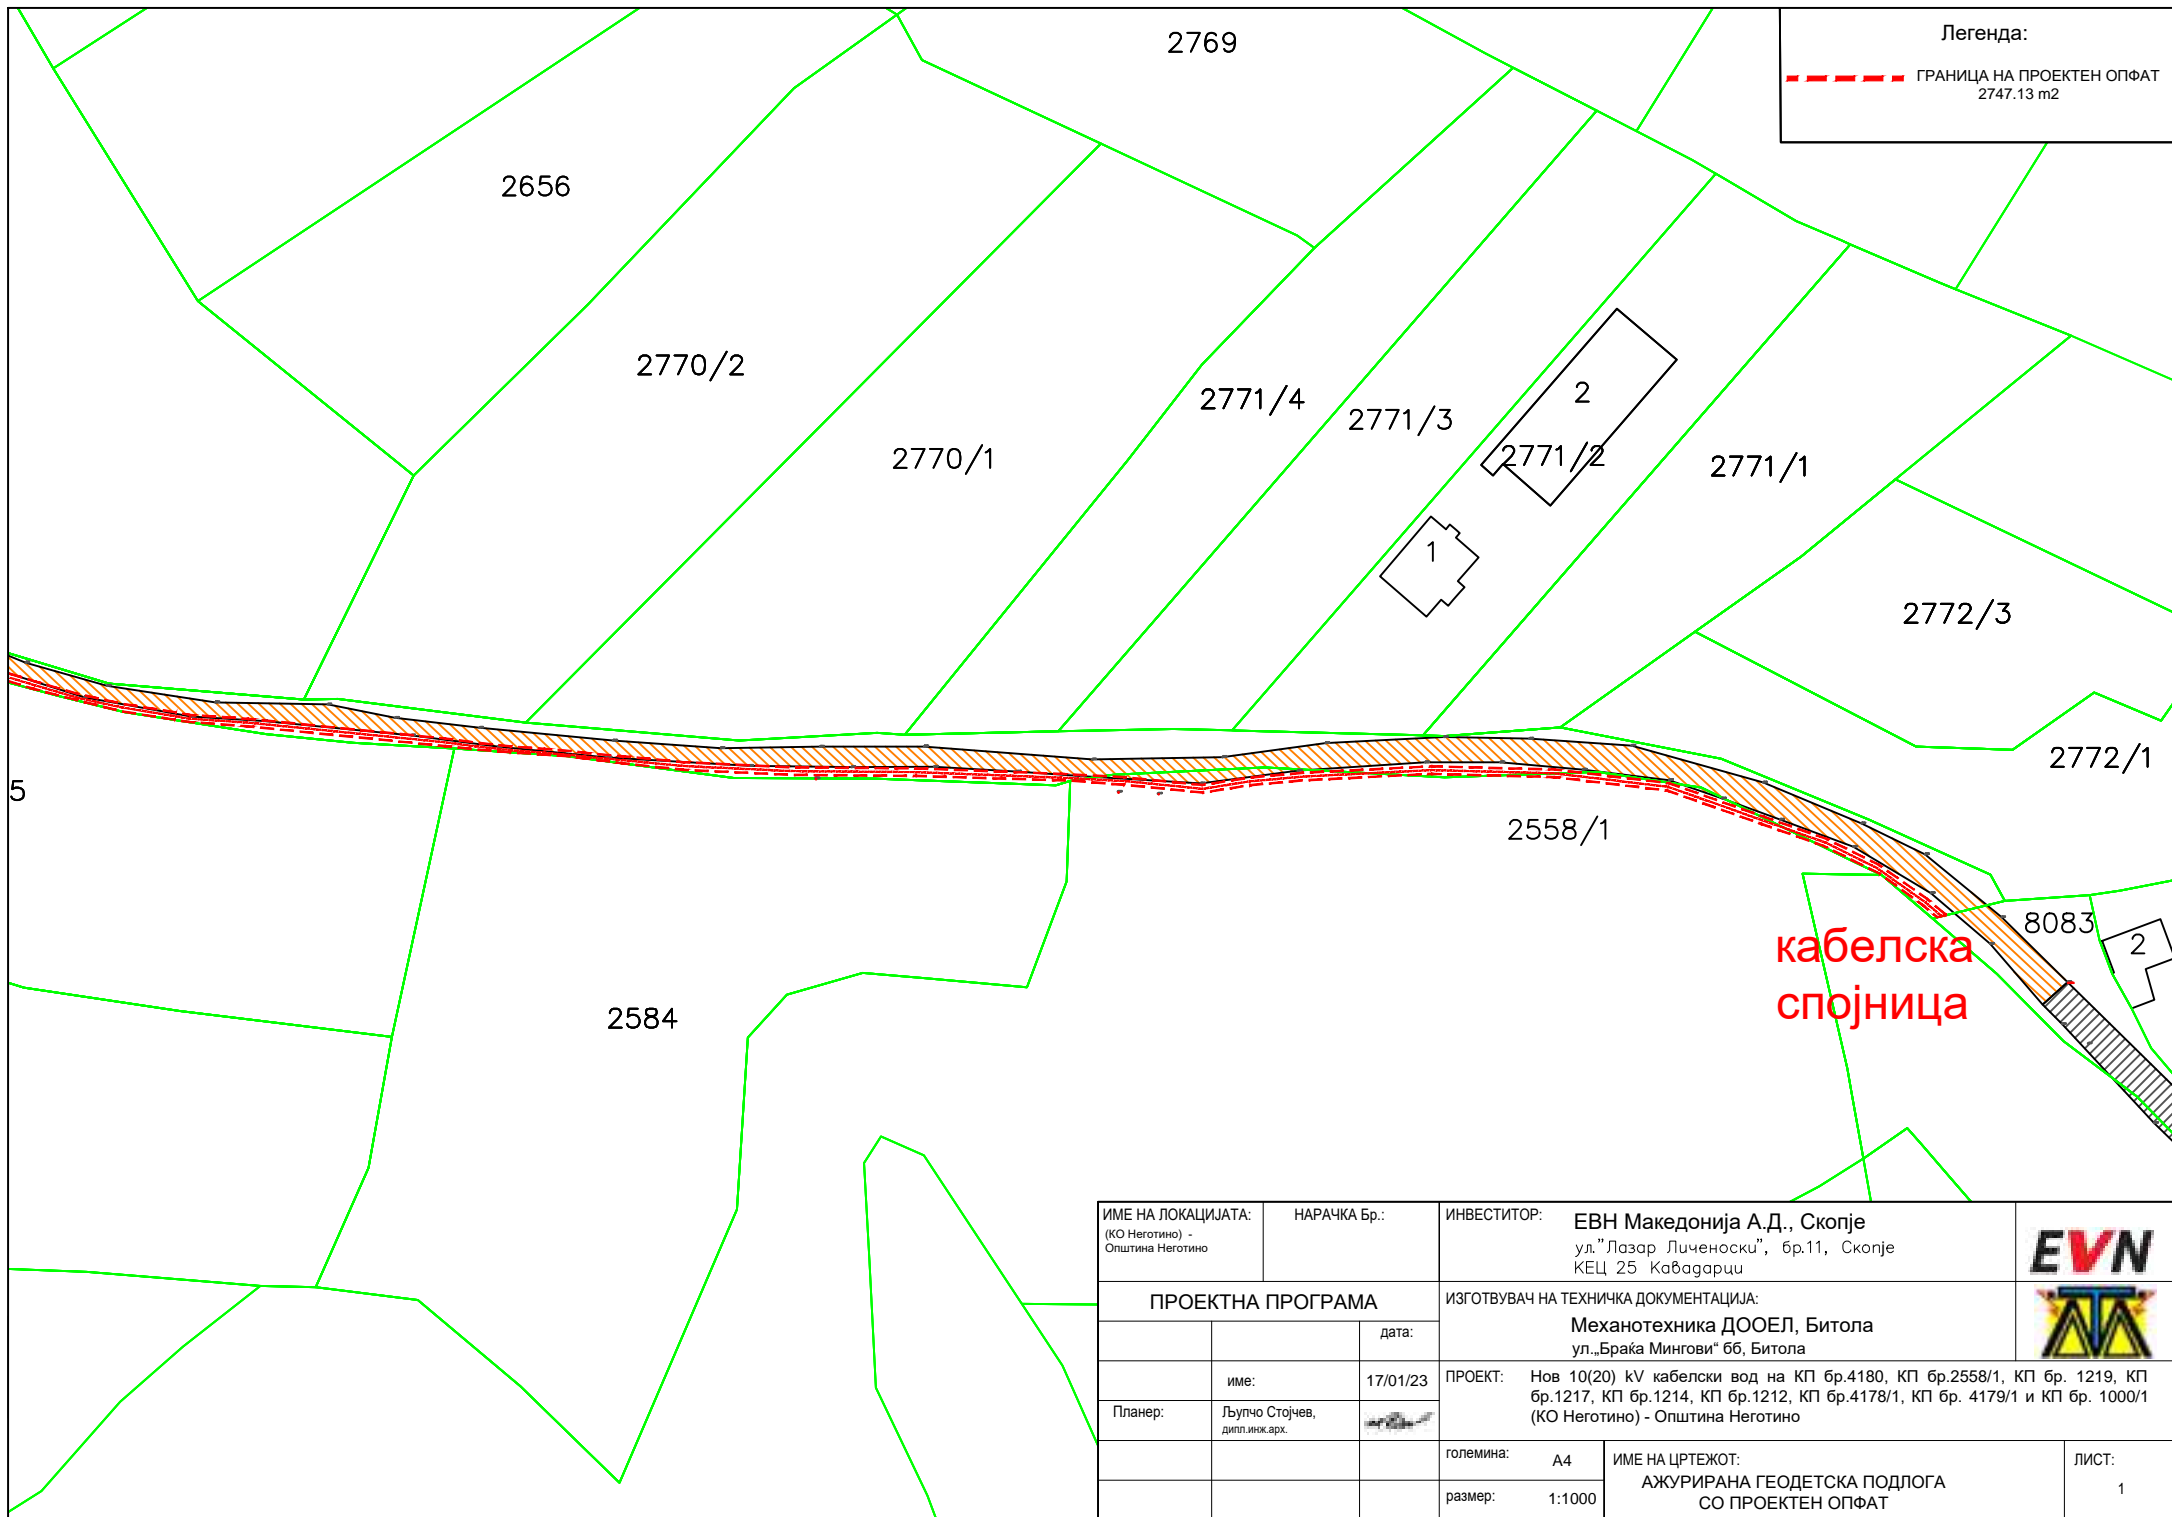 2769
Легенда:
ГРАНИЦА НА ПРОЕКТЕН ОПФАТ
2747.13 m2
2656
2770/2
2771/4
2771/3
2
2770/1
2771/2
2771/1
1
2772/3
2772/1
5
2558/1
8083
2
кабелска
спојница
2584
ИМЕ НА ЛОКАЦИЈАТА:
(КО Неготино) -
Општина Неготино
НАРАЧКА Бр.:
ИНВЕСТИТОР:
ЕВН Македонија А.Д., Скопје
ул."Лазар Личеноски", бр.11, Скопје
КЕЦ 25 Кавадарци
EVN
ПРОЕКТНА ПРОГРАМА
ИЗГОТВУВАЧ НА ТЕХНИЧКА ДОКУМЕНТАЦИЈА:
Механотехника ДООЕЛ, Битола
ул.„Браќа Мингови“ бб, Битола
дата:
име:
17/01/23
Планер:
Љупчо Стојчев,
дипл.инж.арх.
ПРОЕКТ:
Нов 10(20) kV кабелски вод на КП бр.4180, КП бр.2558/1, КП бр. 1219, КП
бр.1217, КП бр.1214, КП бр.1212, КП бр.4178/1, КП бр. 4179/1 и КП бр. 1000/1
(КО Неготино) - Општина Неготино
големина: А4
размер: 1:1000
ИМЕ НА ЦРТЕЖОТ:
АЖУРИРАНА ГЕОДЕТСКА ПОДЛОГА
СО ПРОЕКТЕН ОПФАТ
ЛИСТ:
1